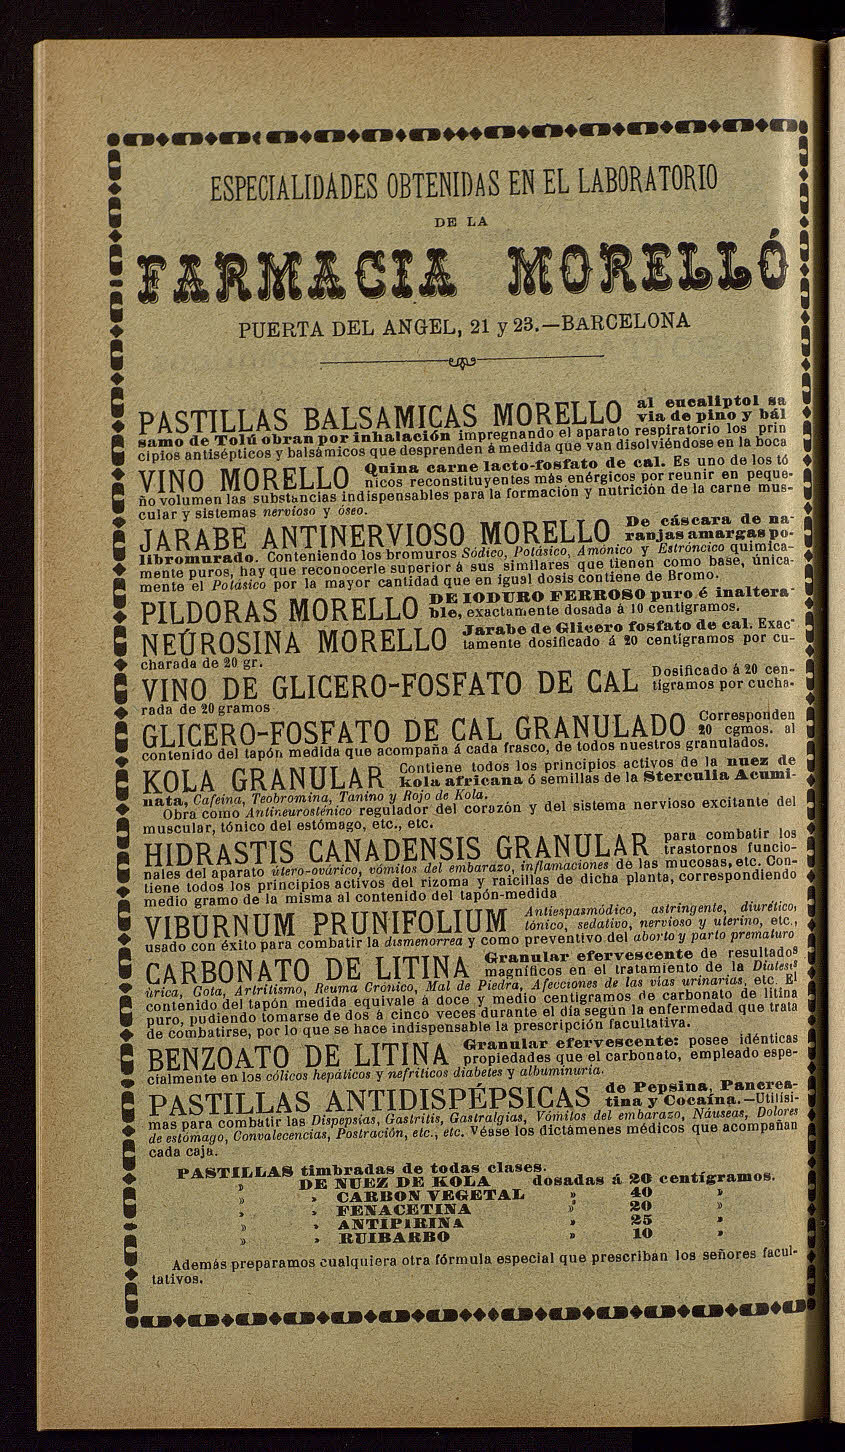 ESPECIALIDADES OBTENIDAS EN EL LABORATORIO
DE LA
FARMACIA MORELLÓ
PUERTA DEL ANGEL, 21 y 23.—BARCELONA
PASTILLAS BALSAMICAS MORELLO al eucaliptol sa
via de pino y bál
samo de Tolú obran por inhalación impregnando el aparato respiratorio los prin
cipios antisépticos y balsámicos que desprenden á medida que van disolviéndose en la boca
VINO MORELLO Quina carne lacto-fosfato de cal. Es uno de los tó
nicos reconstituyentes más enérgicos por reunir en peque-
ño volumen las substancias indispensables para la formación y nutrición de la carne mus-
cular y sistemas nervioso y óseo.
JARABE ANTINERVIOSO MORELLO De cáscara de na-
ranjas amargas po-
libromurado. Conteniendo los bromuros Sódico, Potásico, Amónico y Estróncico químíca-
mente puros, hay que reconocerle superior á sus similares que tienen como base, única-
mente el Potásico por la mayor cantidad que en igual dosis contiene de Bromo.
PILDORAS MORELLO DE IODURO FERROSO puro é inaltera-
ble, exactamente dosada á 10 centigramos.
NEÚROSINA MORELLO Jarabe de Glicero fosfato de cal. Exac-
tamente dosificado á 20 centigramos por cu-
charada de 20 gr.
VINO DE GLICERO-FOSFATO DE CAL Dosificado á 20 cen-
tigramos por cucha-
rada de 20 gramos
GLICERO-FOSFATO DE CAL GRANULADO Corresponden
20 cgmos. al
contenido del tapón medida que acompaña á cada frasco, de todos nuestros granulados.
KOLA GRANULAR Contiene todos los principios activos de la nuez de
kola africana ó semillas de la Sterculia Acumi-
nata, Cafeina, Teobromina, Tanino y Rojo de Kola.
Obra como Antineurosténico regulador del corazón y del sistema nervioso excitante del
muscular, tónico del estómago, etc., etc.
HIDRASTIS CANADENSIS GRANULAR para combatir los
trastornos funcio-
nales del aparato útero-ovárico, vómitos del embarazo, inflamaciones de las mucosas, etc. Con-
tiene todos los principios activos del rizoma y raicillas de dicha planta, correspondiendo
medio gramo de la misma al contenido del tapón-medida
VIBURNUM PRUNIFOLIUM Antiespasmódico, astringente, diurético,
tónico, sedativo, nervioso y uterino, etc.,
usado con éxito para combatir la dismenorrea y como preventivo del aborto y parto prematuro
CARBONATO DE LITINA Granular efervescente de resultados
magníficos en el tratamiento de la Diatesis
úrica, Gota, Artritismo, Reuma Crónico, Mal de Piedra, Afecciones de las vias urinarias, etc. El
contenido del tapón medida equivale á doce y medio centigramos de carbonato de litina
puro, pudiendo tomarse de dos á cinco veces durante el día según la enfermedad que trata
de combatirse, por lo que se hace indispensable la prescripción facultativa.
BENZOATO DE LITINA Granular efervescente: posee idénticas
propiedades que el carbonato, empleado espe-
cialmente en los cólicos hepáticos y nefríticos diabetes y albuminuria.
PASTILLAS ANTIDISPÉPSICAS de Pepsina, Pancrea-
tina y Cocaína.—Utilísi-
mas para combatir las Dispepsias, Gastritis, Gastralgias, Vómitos del embarazo, Náuseas, Dolores
de estómago, Convalecencias, Postración, etc., etc. Véase los dictámenes médicos que acompañan
cada caja.
PASTILLAS timbradas de todas clases.
» DE NUEZ DE KOLA dosadas á 20 centígramos.
» » CARBON VEGETAL » 40 »
» » FENACETINA » 20 »
» » ANTIPIRINA » 25 »
» » RUIBARBO » 10 »
Además preparamos cualquiera otra fórmula especial que prescriban los señores facul-
tativos.